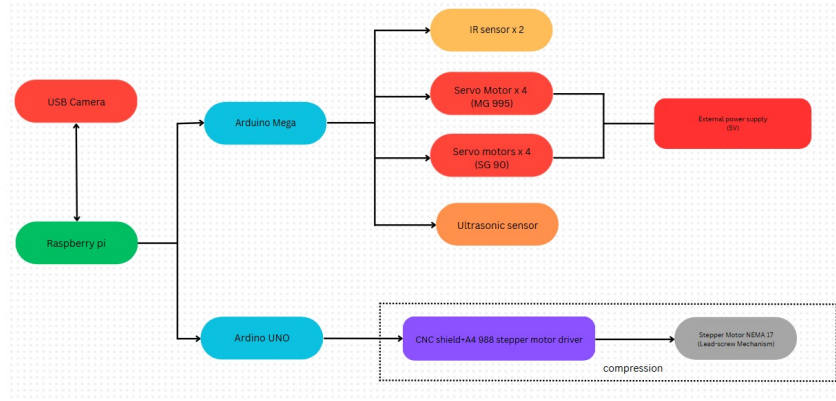 IR sensor x 2
USB Camera
Servo Motor x 4
(MG 995)
Arduino Mega
External power supply
(5V)
Servo motors x 4
(SG 90)
Ultrasonic sensor
Raspberry pi
Ardino UNO
CNC shield+A4 988 stepper motor driver
Stepper Motor NEMA 17
(Lead-screw Mechanism)
compression